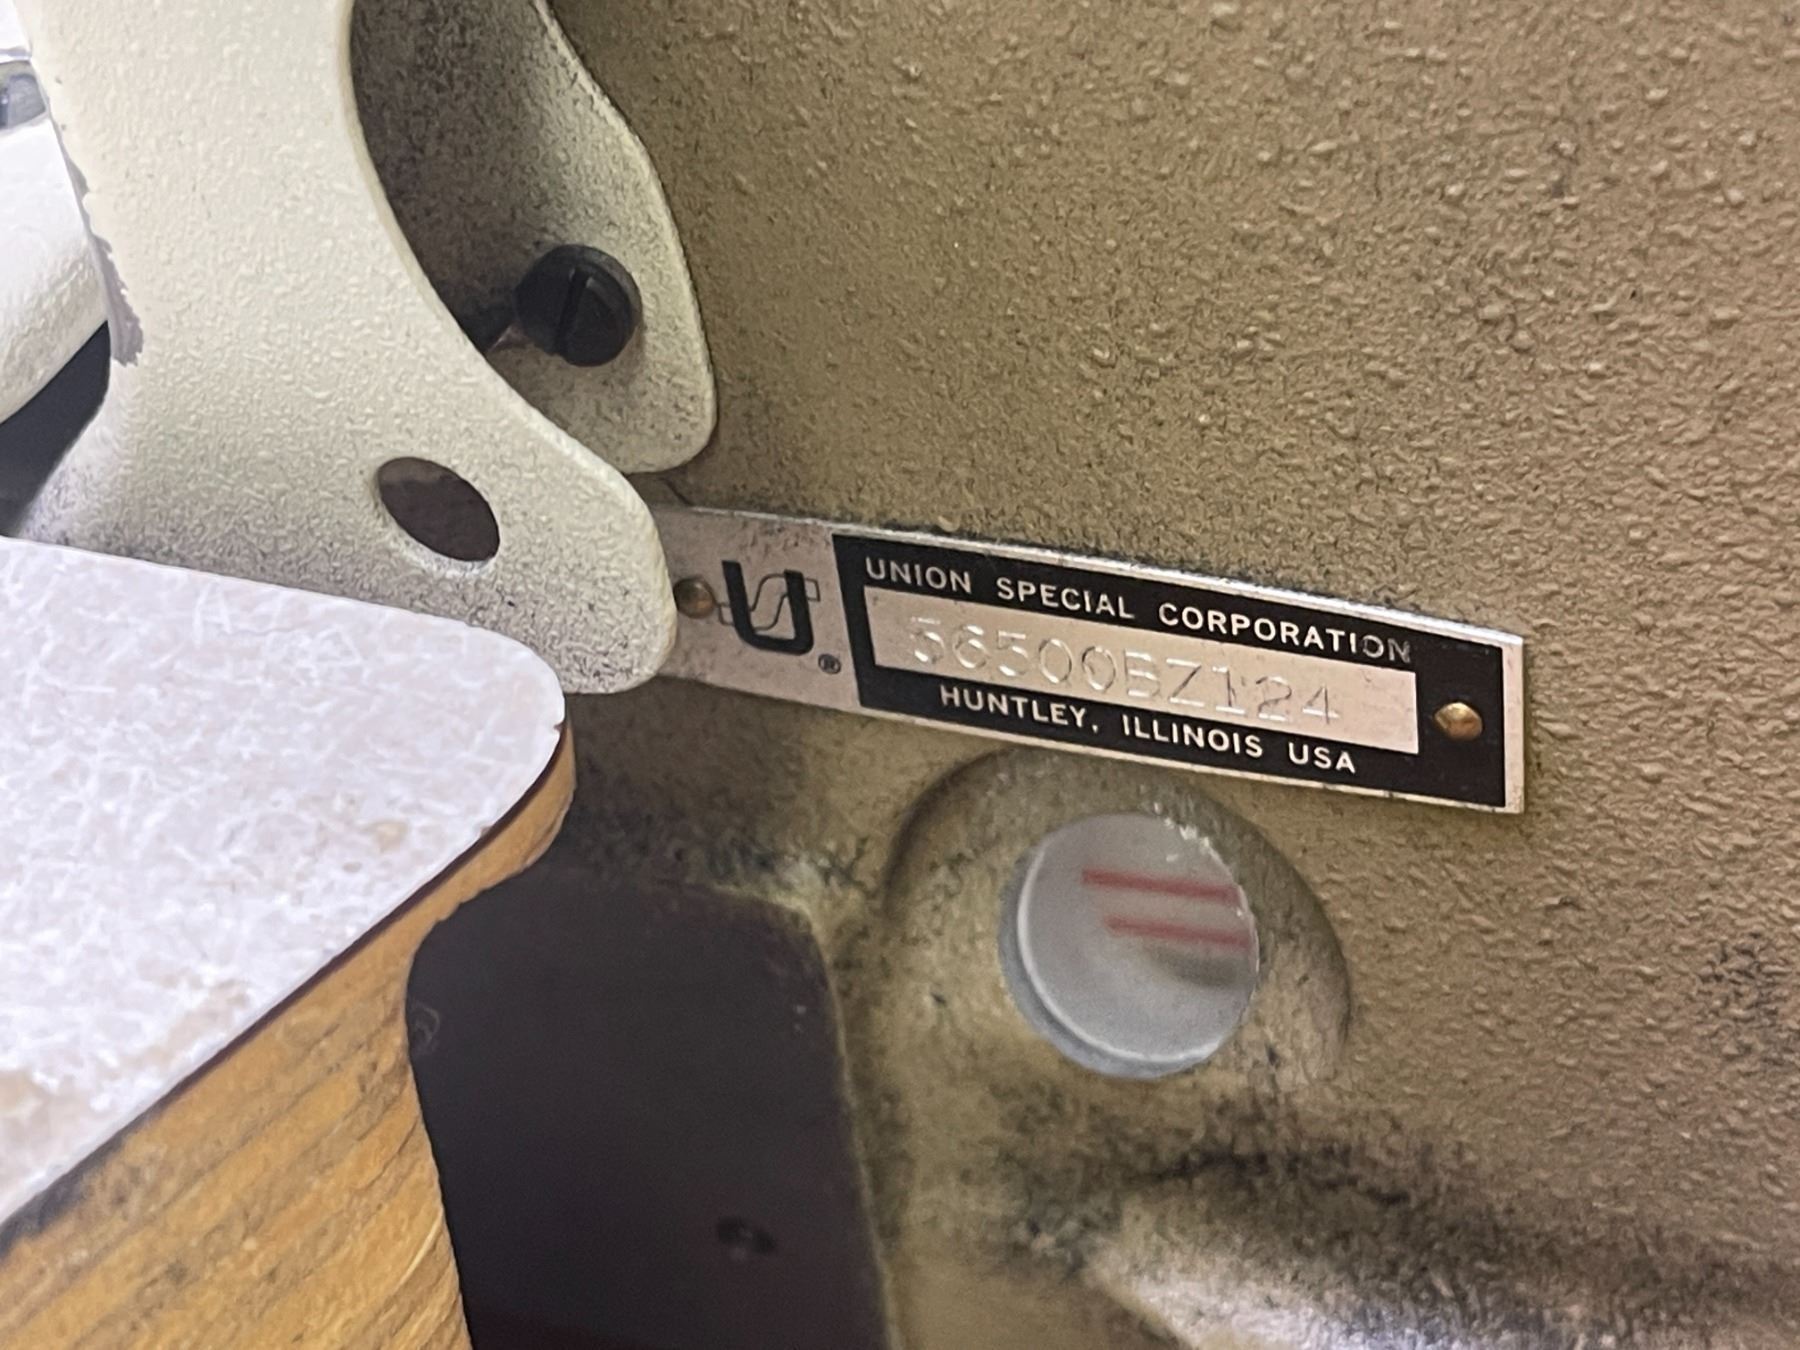 US®
UNION SPECIAL CORPORATION
56500BZ124
HUNTLEY, ILLINOIS USA